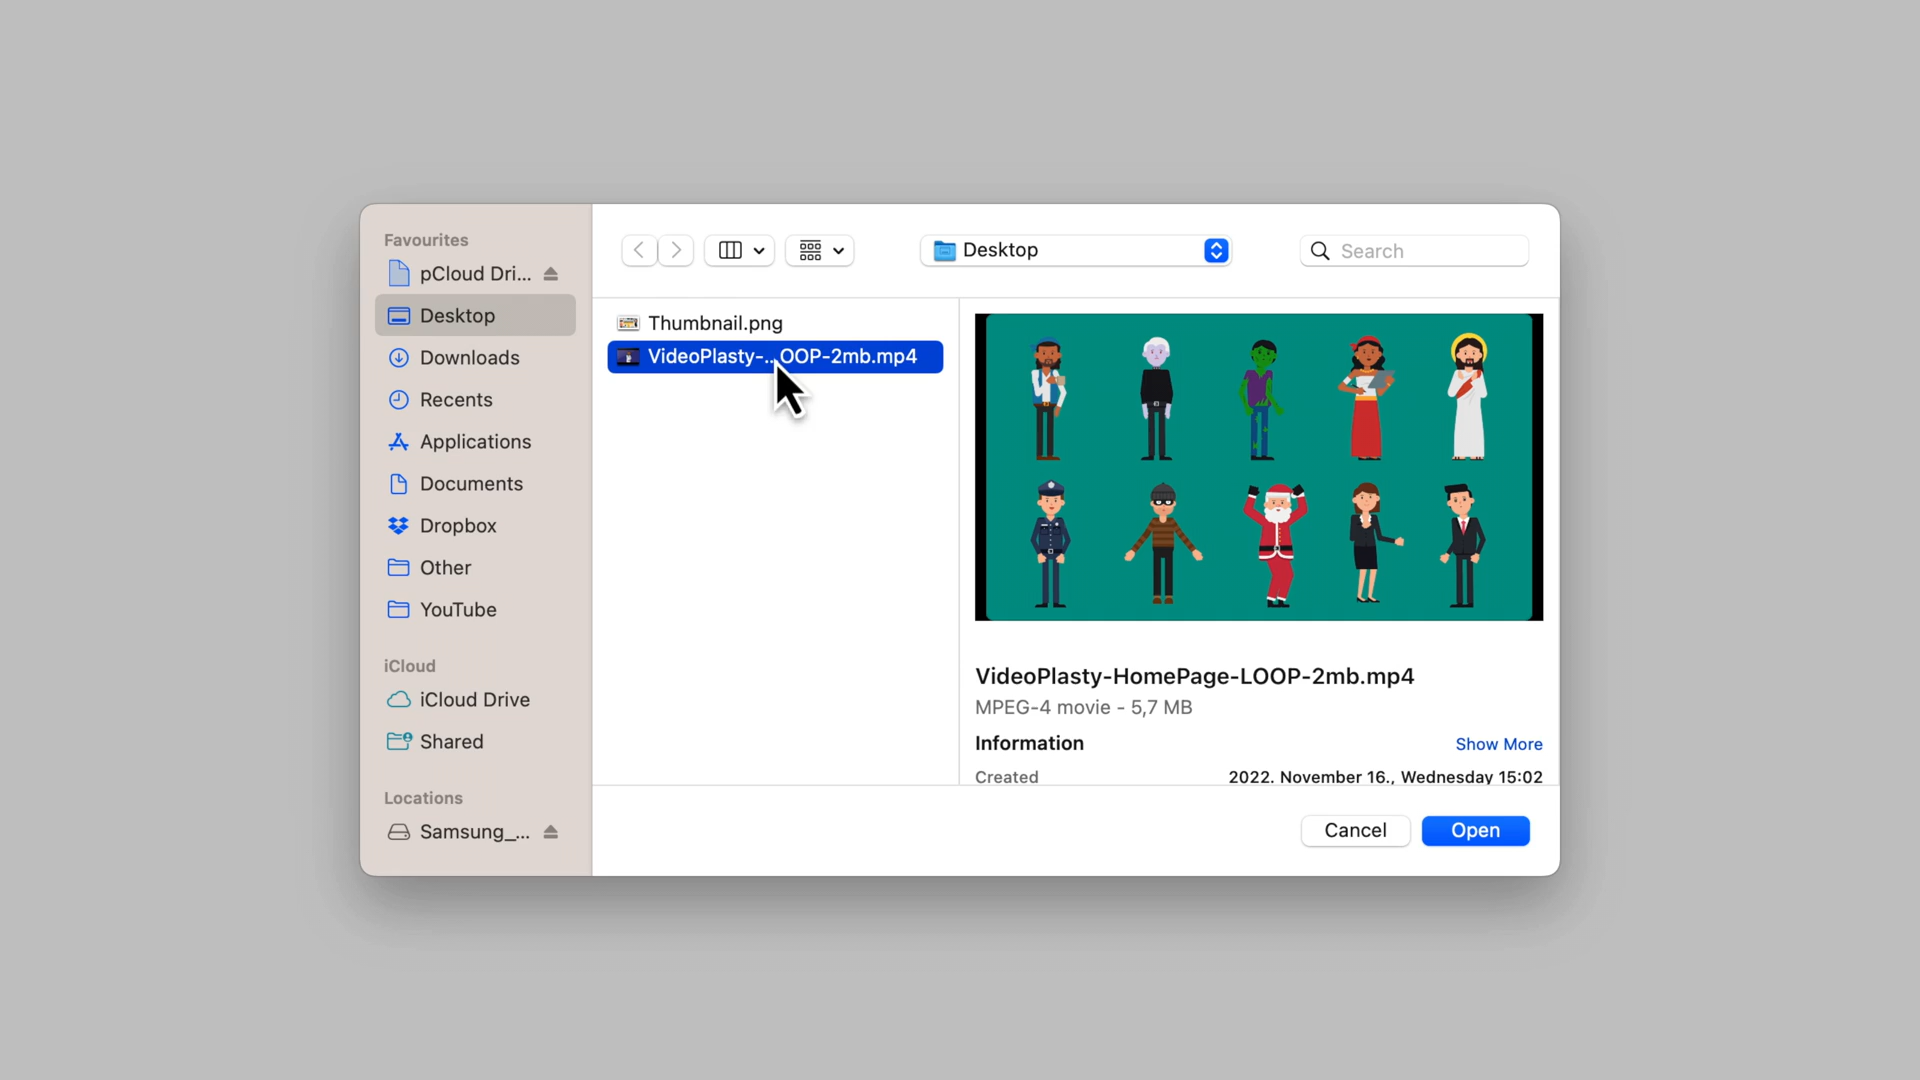 Favourites
pCloud Dri...
Desktop
Downloads
Recents
Applications
Documents
Dropbox
Other
YouTube
iCloud
iCloud Drive
Shared
Locations
Samsung_...
Desktop
Search
Thumbnail.png
VideoPlasty-...OOP-2mb.mp4
VideoPlasty-HomePage-LOOP-2mb.mp4
MPEG-4 movie - 5,7 MB
Information Show More
Created 2022. November 16., Wednesday 15:02
Cancel Open